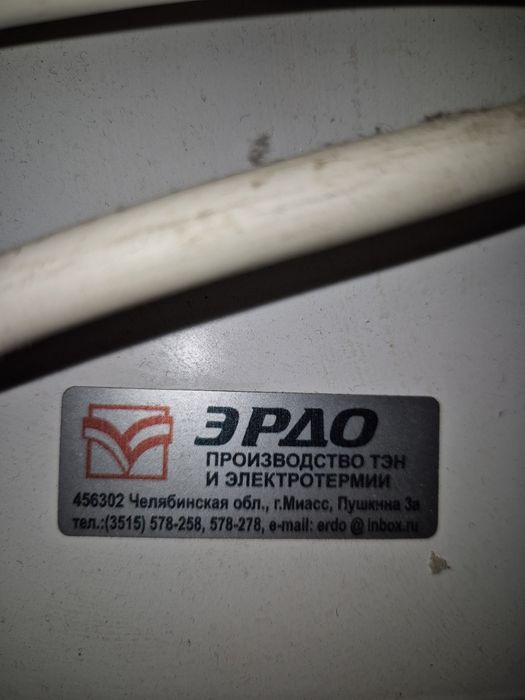 ЭРДО
ПРОИЗВОДСТВО ТЭН
И ЭЛЕКТРОТЕРМИИ
456302 Челябинская обл., г.Миасс, Пушкина 3а
тел.:(3515) 578-258, 578-278, e-mail: erdo @ inbox.ru